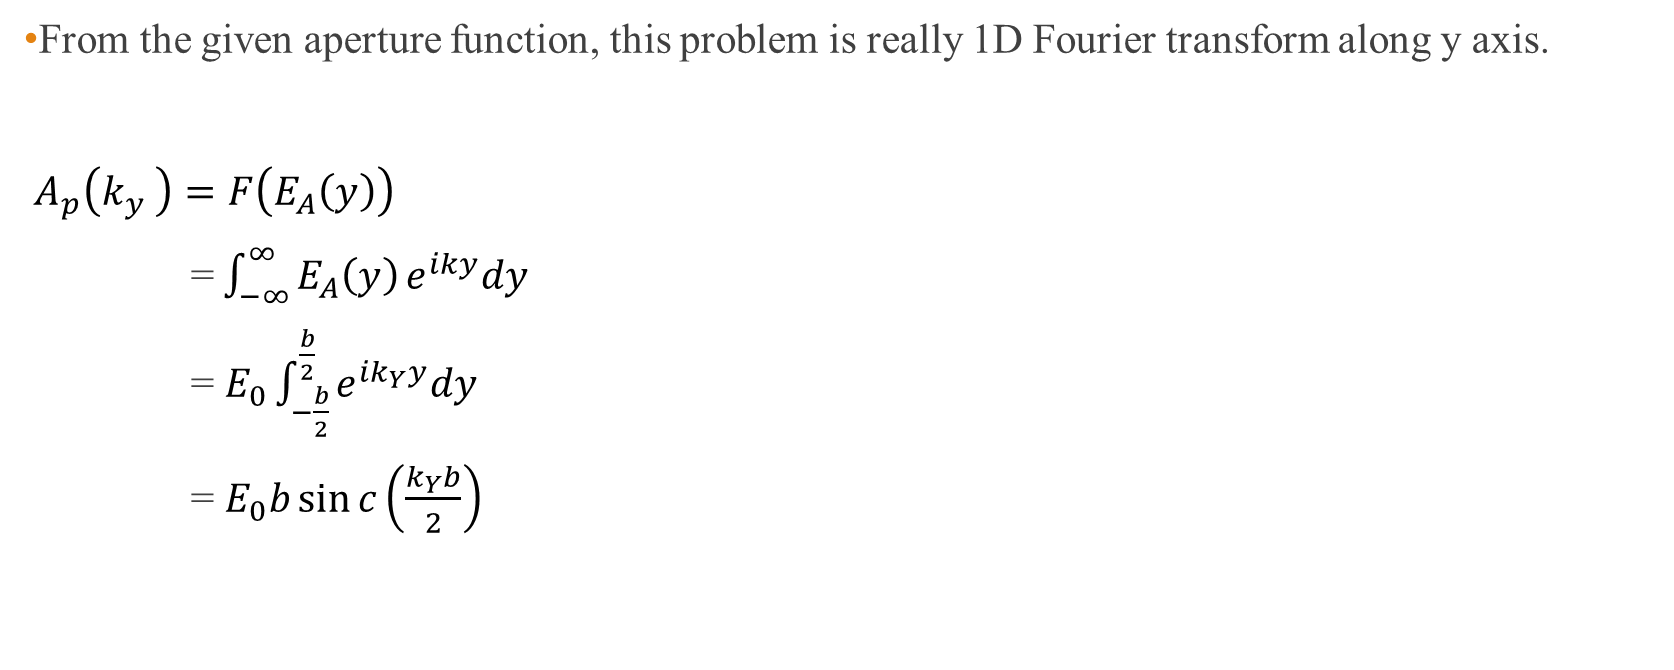 •From the given aperture function, this problem is really 1D Fourier transform along y axis.
A_p(k_y) = F(E_A(y))
= ∫_{-∞}^{∞} E_A(y) e^{iky} dy
= E_0 ∫_{-b/2}^{b/2} e^{ik_Y y} dy
= E_0 b sin c (k_Y b / 2)